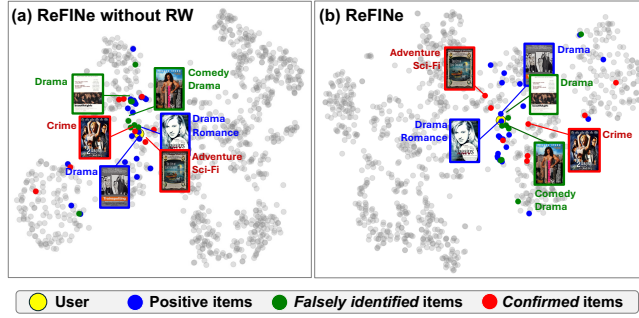 (a) ReFINe without RW
Drama
Comedy
Drama
Crime
Drama
Romance
Drama
Adventure
Sci-Fi
(b) ReFINe
Adventure
Sci-Fi
Drama
Drama
Drama
Romance
Crime
Comedy
Drama
User
Positive items
Falsely identified items
Confirmed items